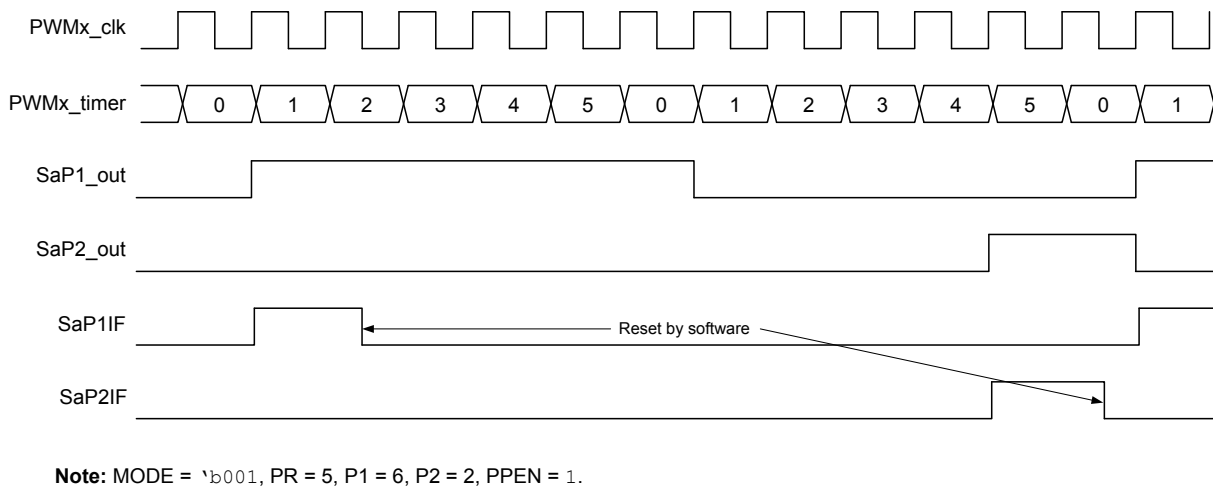 PWMx_clk
PWMx_timer 0 1 2 3 4 5 0 1 2 3 4 5 0 1
SaP1_out
SaP2_out
SaP1IF
Reset by software
SaP2IF
Note: MODE = ‘b001, PR = 5, P1 = 6, P2 = 2, PPEN = 1.